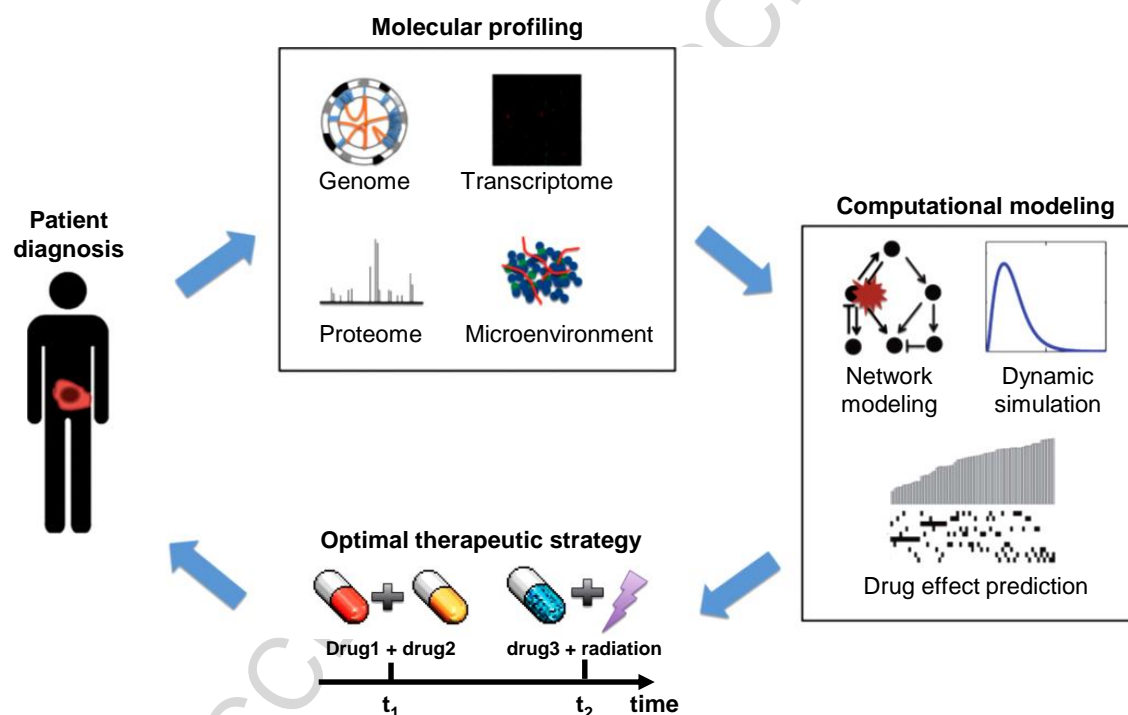 Molecular profiling
Genome
Transcriptome
Proteome
Microenvironment
Patient
diagnosis
Computational modeling
Network
modeling
Dynamic
simulation
Drug effect prediction
Optimal therapeutic strategy
Drug1 + drug2
drug3 + radiation
t1
t2
time